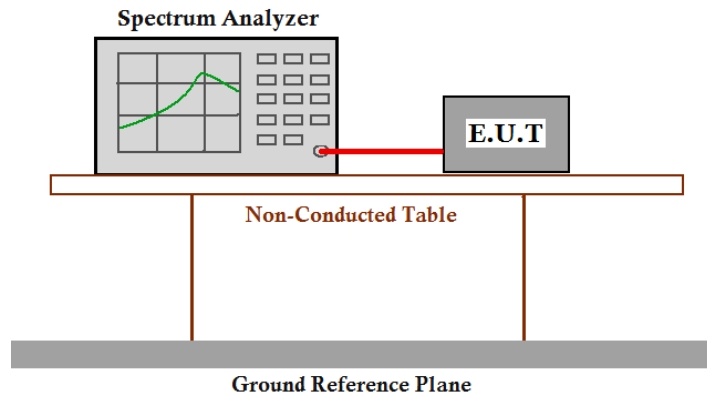 Spectrum Analyzer
E.U.T
Non-Conducted Table
Ground Reference Plane